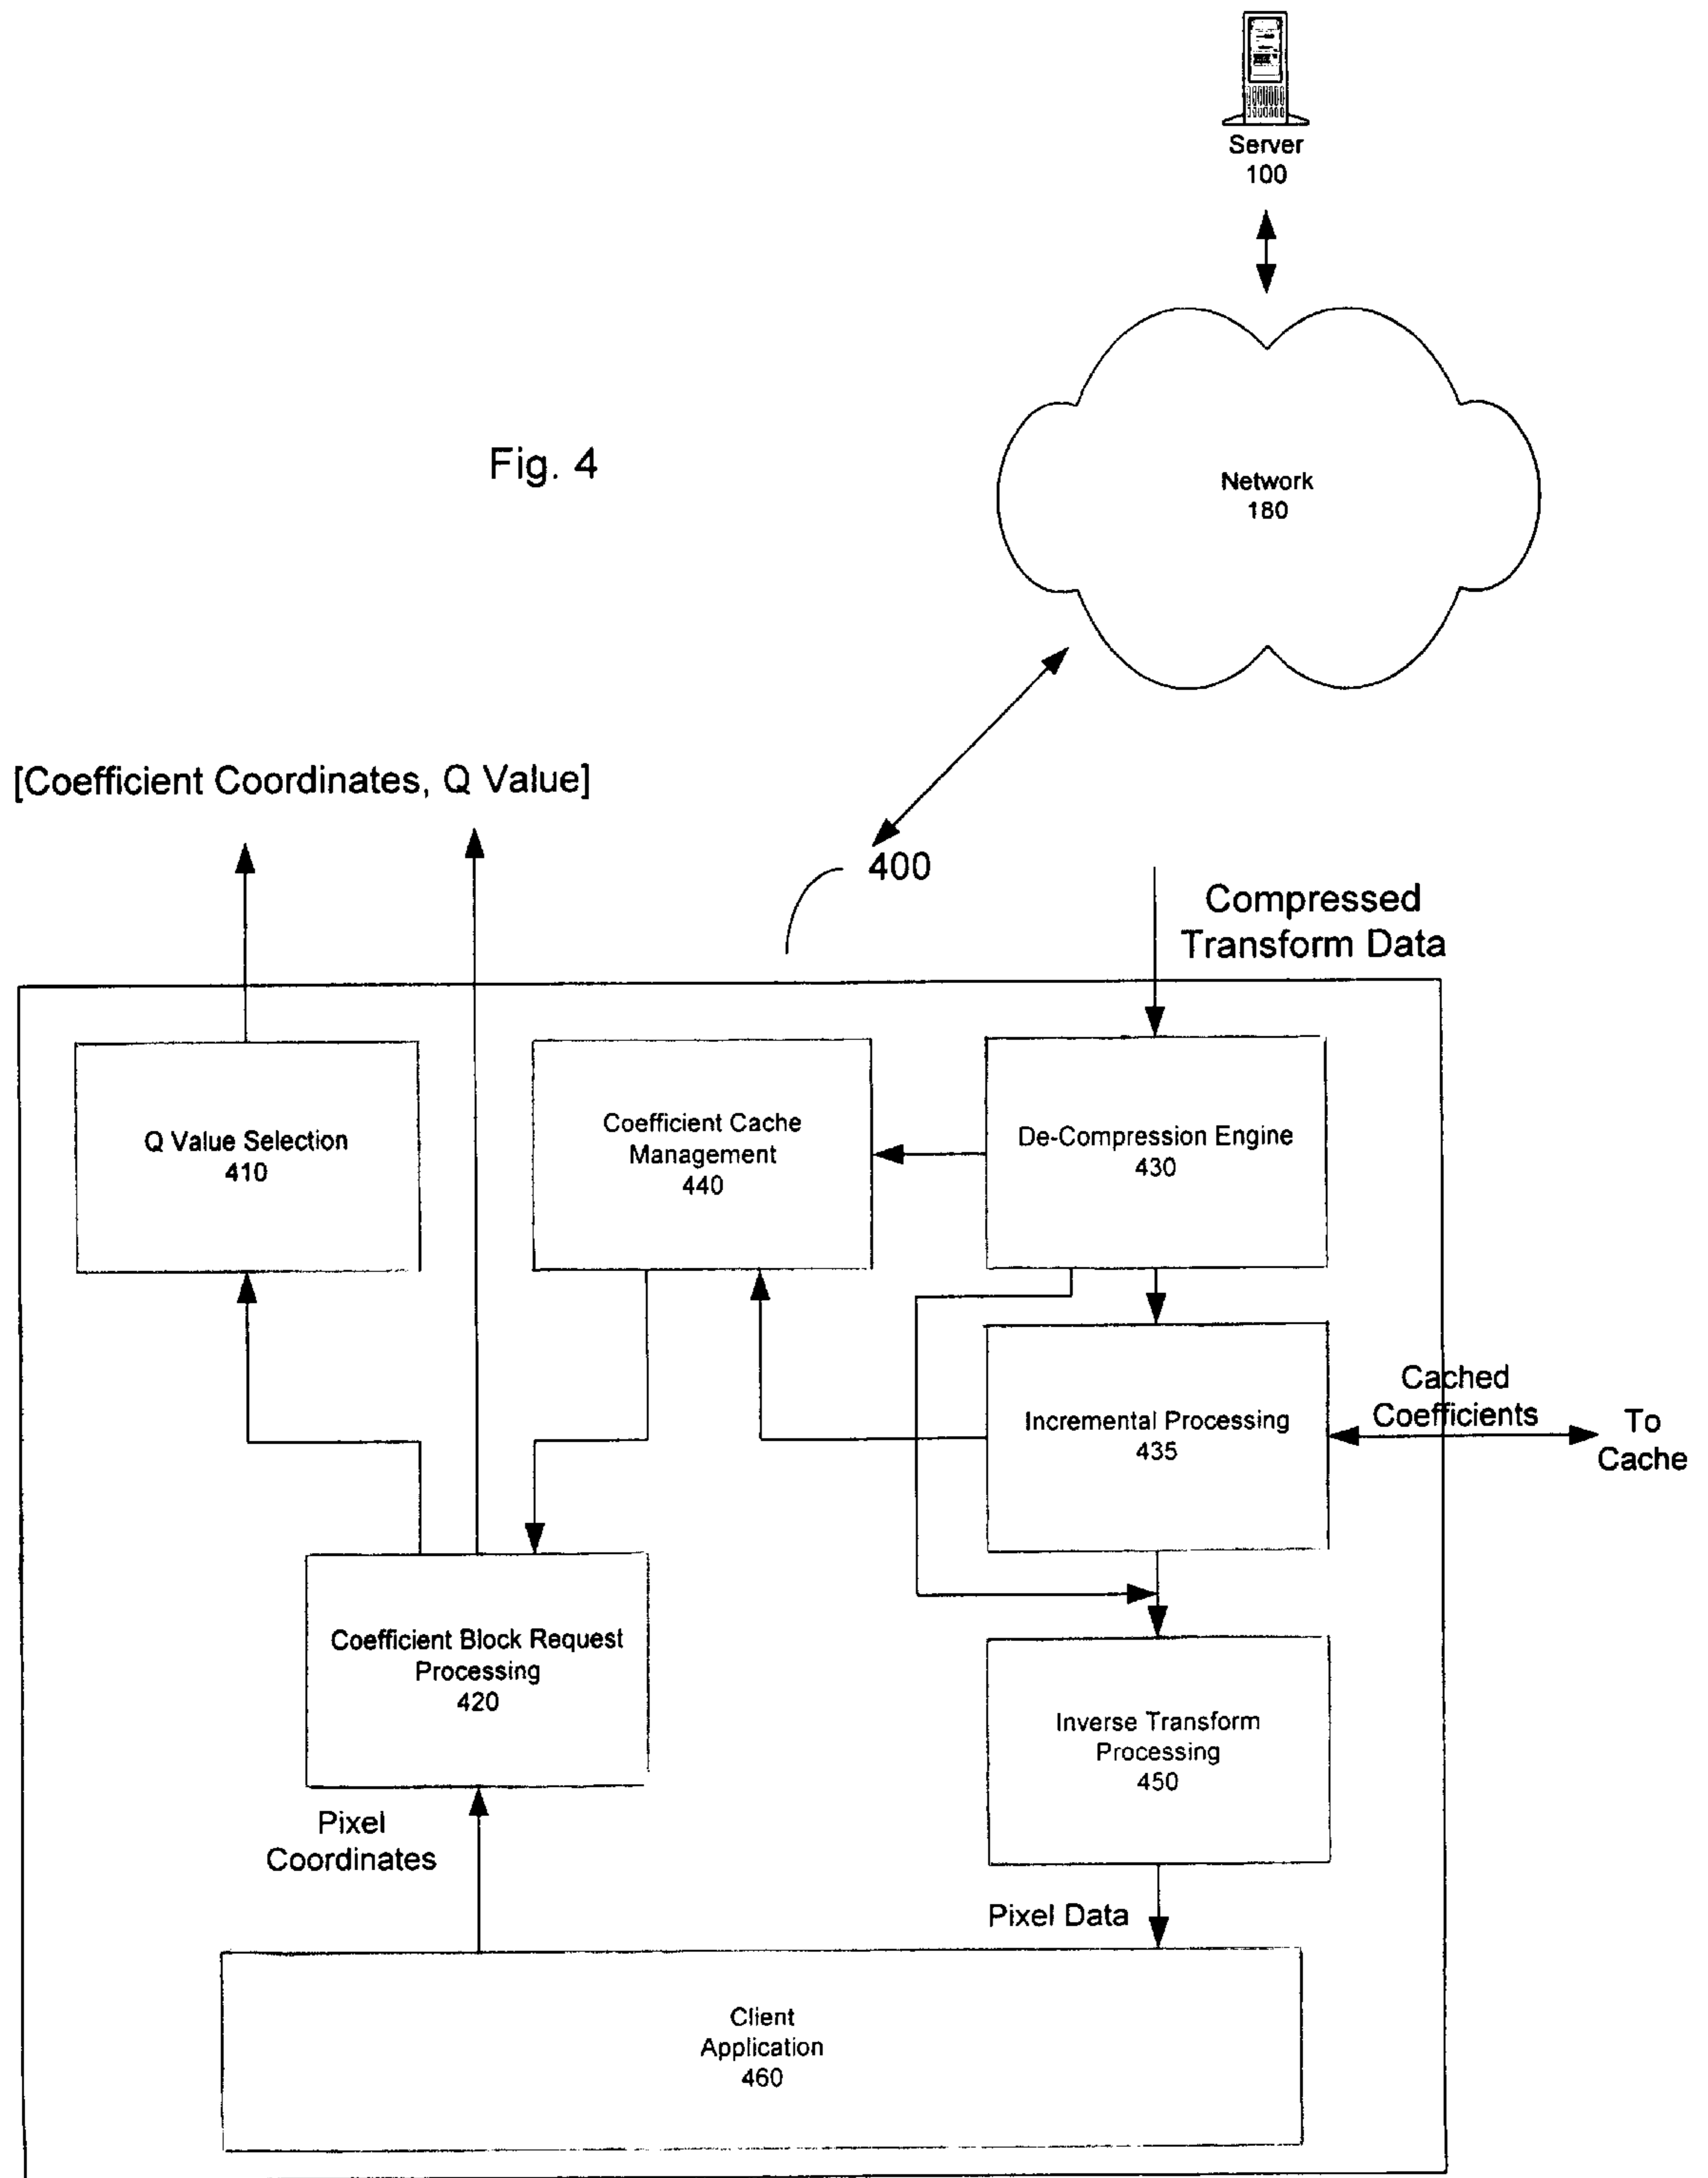 Server
100
Fig. 4
Network
180
[Coefficient Coordinates, Q Value]
400
Compressed
Transform Data
Q Value Selection
410
Coefficient Cache
Management
440
De-Compression Engine
430
Incremental Processing
435
Cached
Coefficients
To
Cache
Coefficient Block Request
Processing
420
Inverse Transform
Processing
450
Pixel
Coordinates
Pixel Data
Client
Application
460